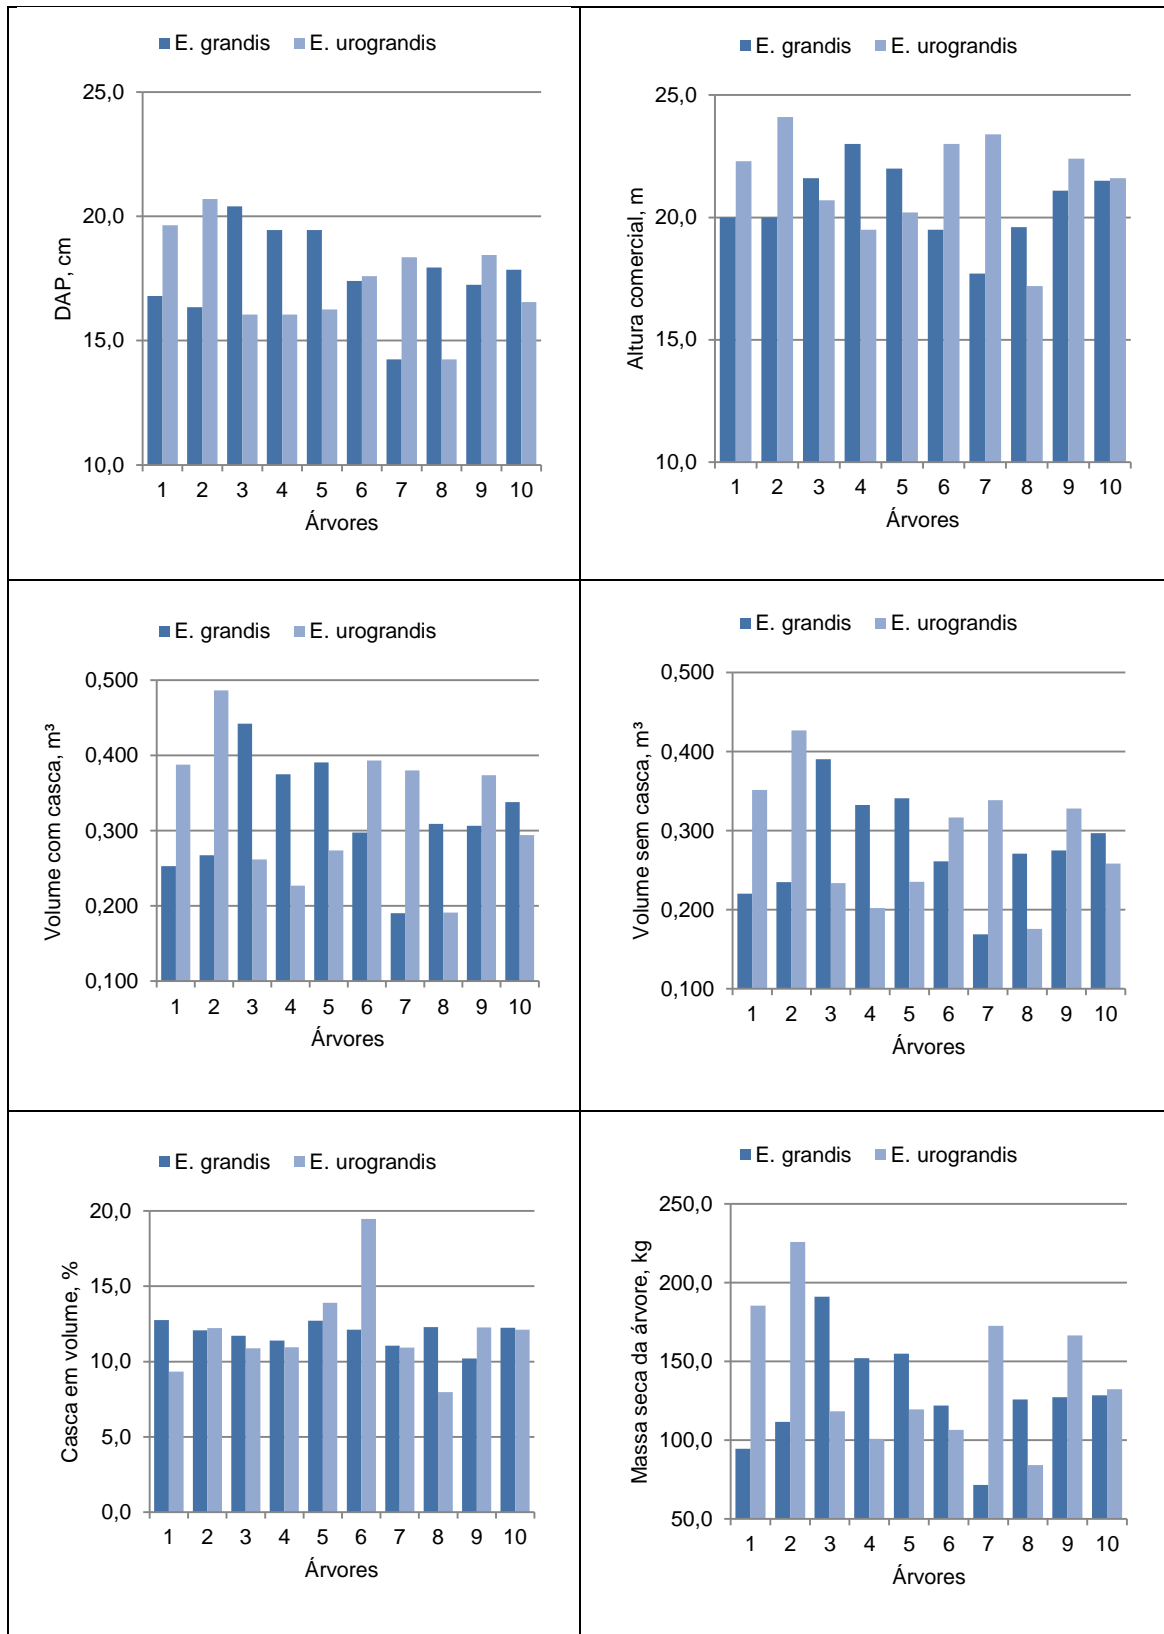 E. grandis E. urograndis
DAP, cm
25,0
20,0
15,0
10,0
1 2 3 4 5 6 7 8 9 10
Árvores
E. grandis E. urograndis
Altura comercial, m
25,0
20,0
15,0
10,0
1 2 3 4 5 6 7 8 9 10
Árvores
E. grandis E. urograndis
Volume com casca, m³
0,500
0,400
0,300
0,200
0,100
1 2 3 4 5 6 7 8 9 10
Árvores
E. grandis E. urograndis
Volume sem casca, m³
0,500
0,400
0,300
0,200
0,100
1 2 3 4 5 6 7 8 9 10
Árvores
E. grandis E. urograndis
Casca em volume, %
20,0
15,0
10,0
5,0
0,0
1 2 3 4 5 6 7 8 9 10
Árvores
E. grandis E. urograndis
Massa seca da árvore, kg
250,0
200,0
150,0
100,0
50,0
1 2 3 4 5 6 7 8 9 10
Árvores